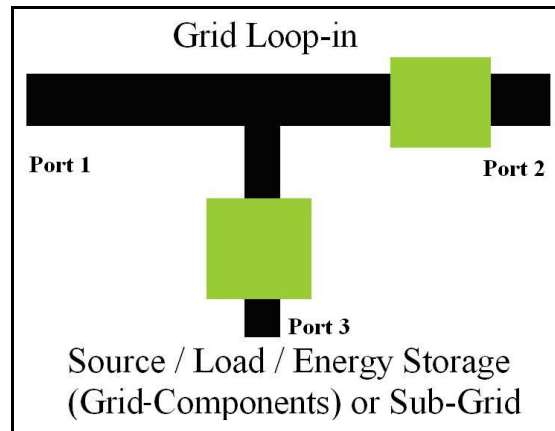 Grid Loop-in
Port 1
Port 2
Port 3
Source / Load / Energy Storage
(Grid-Components) or Sub-Grid